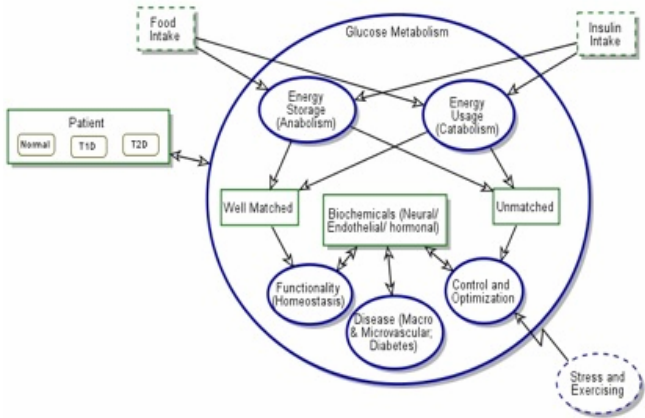 Food
Intake
Glucose Metabolism
Insulin
Intake
Energy
Storage
(Anabolism)
Energy
Usage
(Catabolism)
Patient
Normal
T1D
T2D
Well Matched
Biochemicals (Neural/
Endothelial/ hormonal)
Unmatched
Functionality
(Homeostasis)
Control and
Optimization
Disease (Macro
& Microvascular;
Diabetes)
Stress and
Exercising